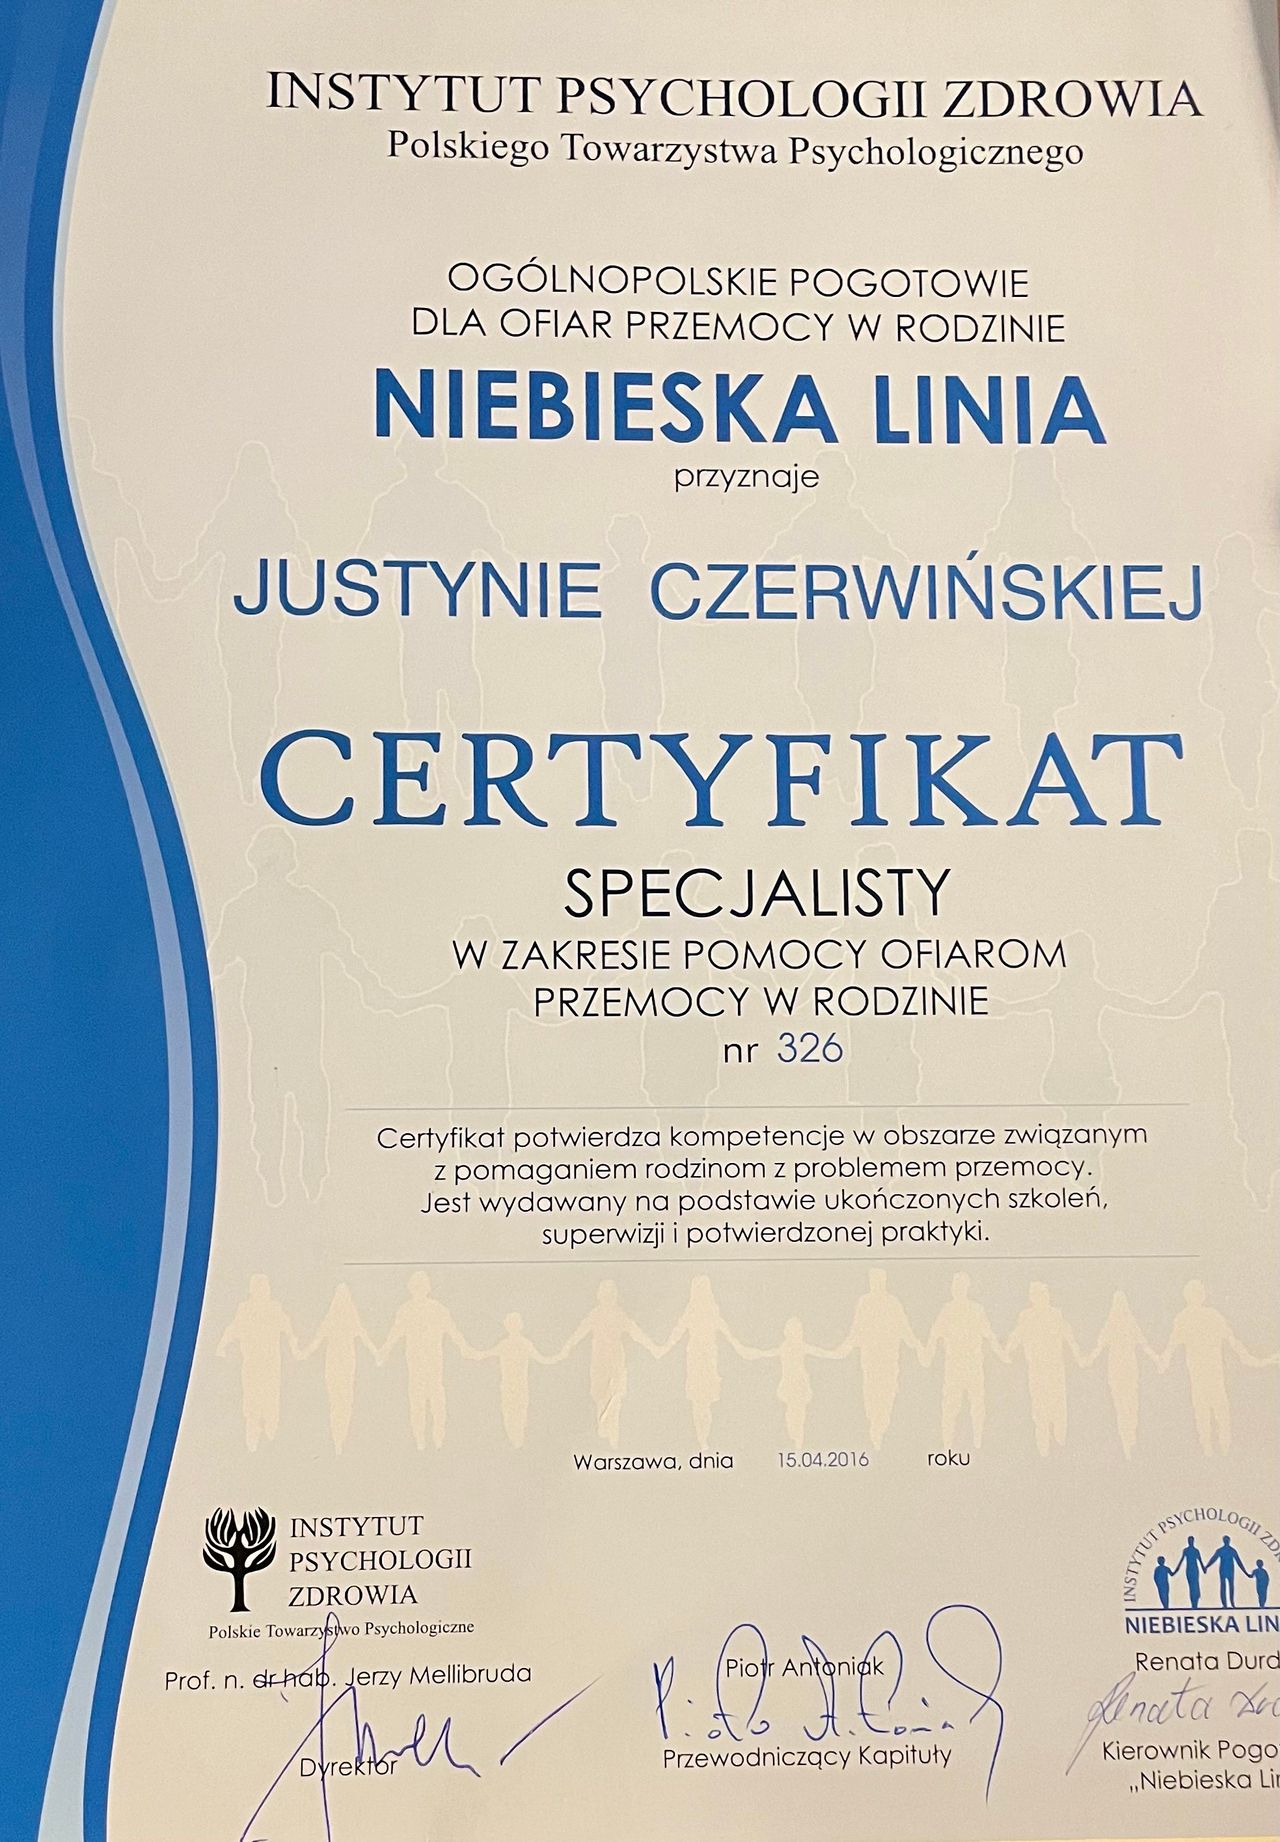 INSTYTUT PSYCHOLOGII ZDROWIA
Polskiego Towarzystwa Psychologicznego
OGÓLNOPOLSKIE POGOTOWIE
DLA OFIAR PRZEMOCY W RODZINIE
NIEBIESKA LINIA
przyznaje
JUSTYNIE CZERWIŃSKIEJ
CERTYFIKAT
SPECJALISTY
W ZAKRESIE POMOCY OFIAROM
PRZEMOCY W RODZINIE
nr 326
Certyfikat potwierdza kompetencje w obszarze związanym
z pomaganiem rodzinom z problemem przemocy.
Jest wydawany na podstawie ukończonych szkoleń,
superwizji i potwierdzonej praktyki.
Warszawa, dnia 15.04.2016 roku
INSTYTUT
PSYCHOLOGII
ZDROWIA
Polskie Towarzystwo Psychologiczne
Prof. n. dr hab. Jerzy Mellibruda
Dyrektor
Piotr Antoniak
Przewodniczący Kapituły
INSTYTUT PSYCHOLOGII
NIEBIESKA LIN
Renata Durd
Renata
Kierownik Pogo
„Niebieska Lin